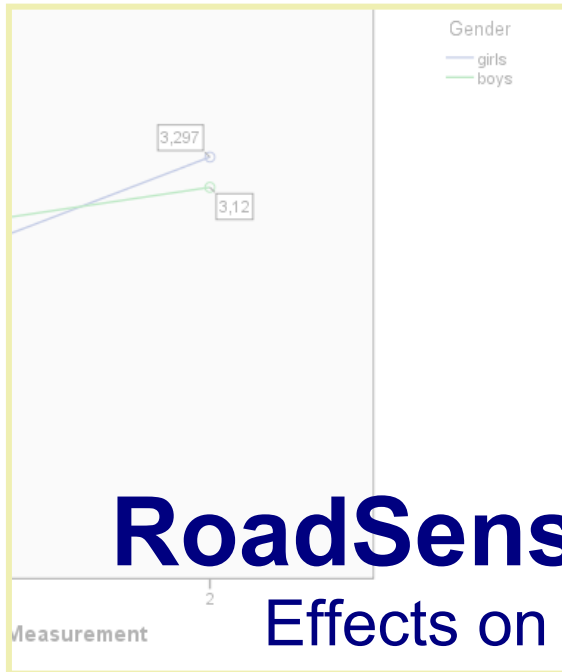 Gender
girls
boys
3,297
3,12
RoadSens
2
Effects on
Measurement